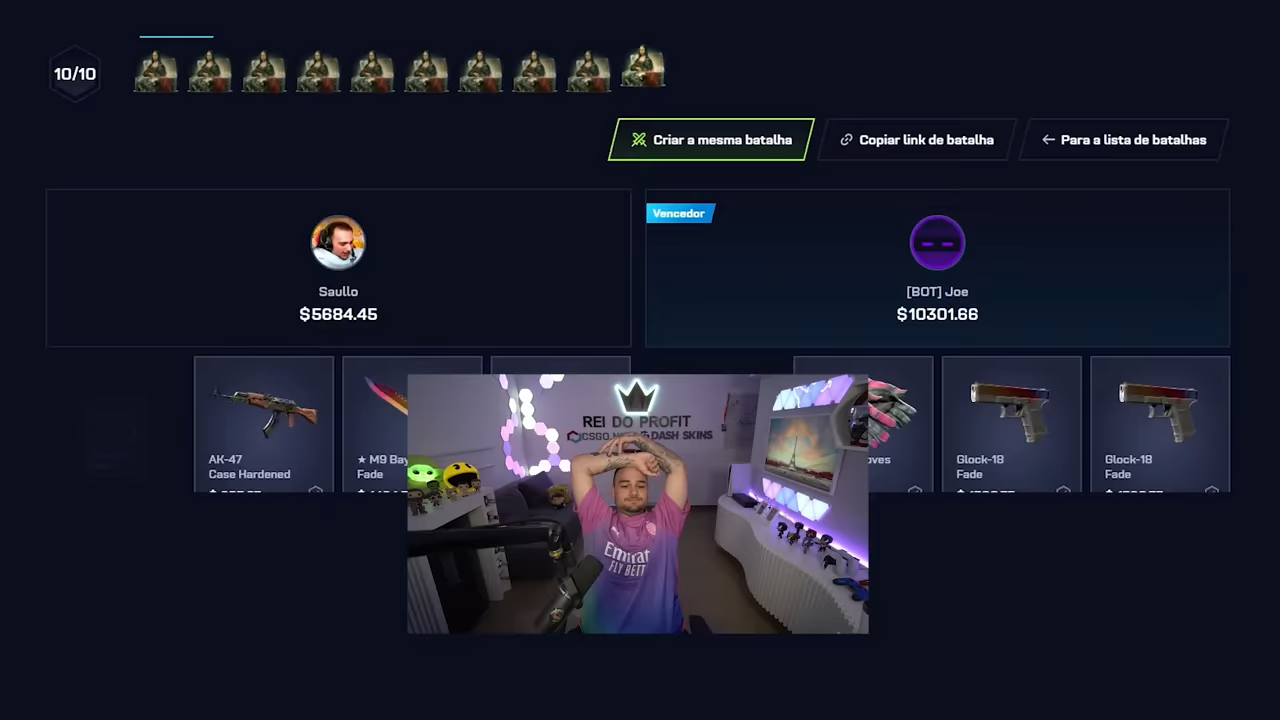 10/10
Criar a mesma batalha
Copiar link de batalha
Para a lista de batalhas
Vencedor
Saullo
$5684.45
[BOT] Joe
$10301.66
AK-47
Case Hardened
★ M9 Bay
Fade
oves
Glock-18
Fade
Glock-18
Fade
REI DO PROFIT
DASH SKINS
Emirat
FLY BETT